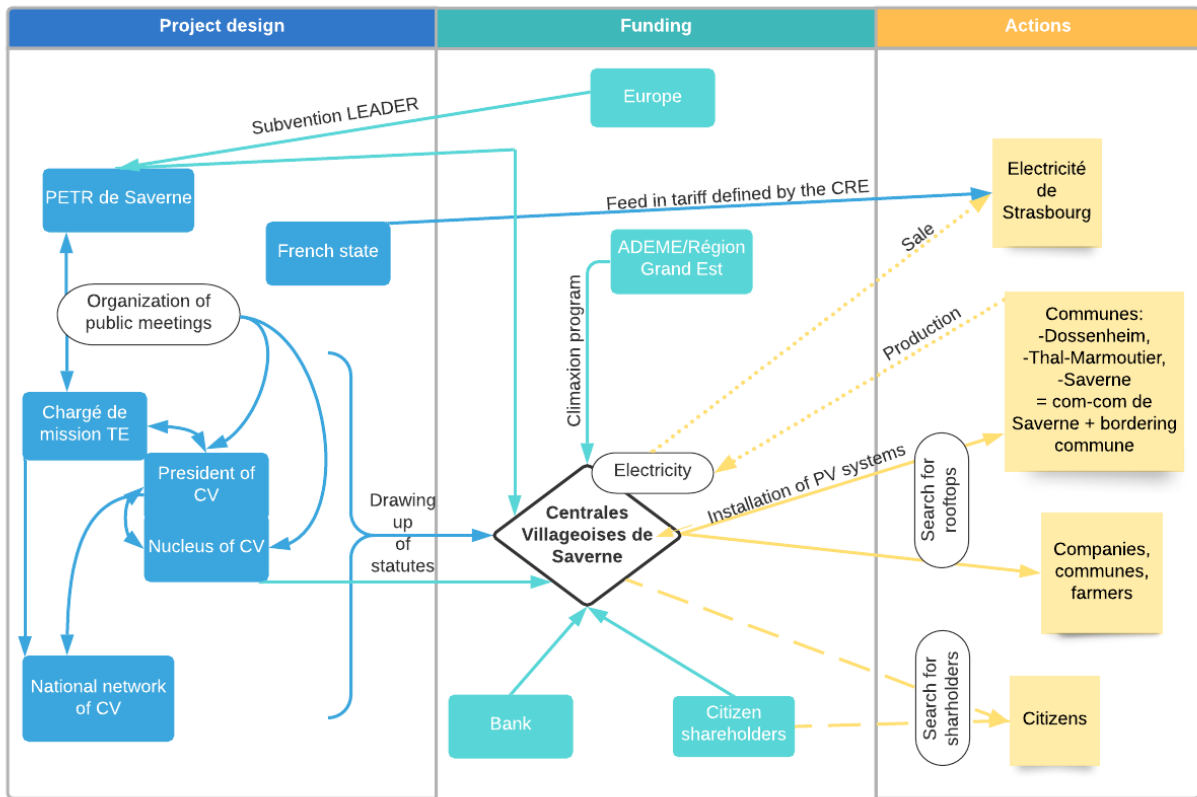 Project design
Funding
Actions
Europe
Subvention LEADER
PETR de Saverne
Electricité
de
Strasbourg
Feed in tariff defined by the CRE
French state
ADEME/Région
Grand Est
Sale
Organization of
public meetings
Climaxion program
Production
Communes:
-Dossenheim,
-Thal-Marmoutier,
-Saverne
= com-com de
Saverne + bordering
commune
Chargé de
mission TE
President of
CV
Nucleus of CV
Electricity
Drawing
up
of
statutes
Centrales
Villageoises de
Saverne
Installation of PV systems
Search for
rooftops
Companies,
communes,
farmers
National network
of CV
Bank
Citizen
shareholders
Search for
sharholders
Citizens